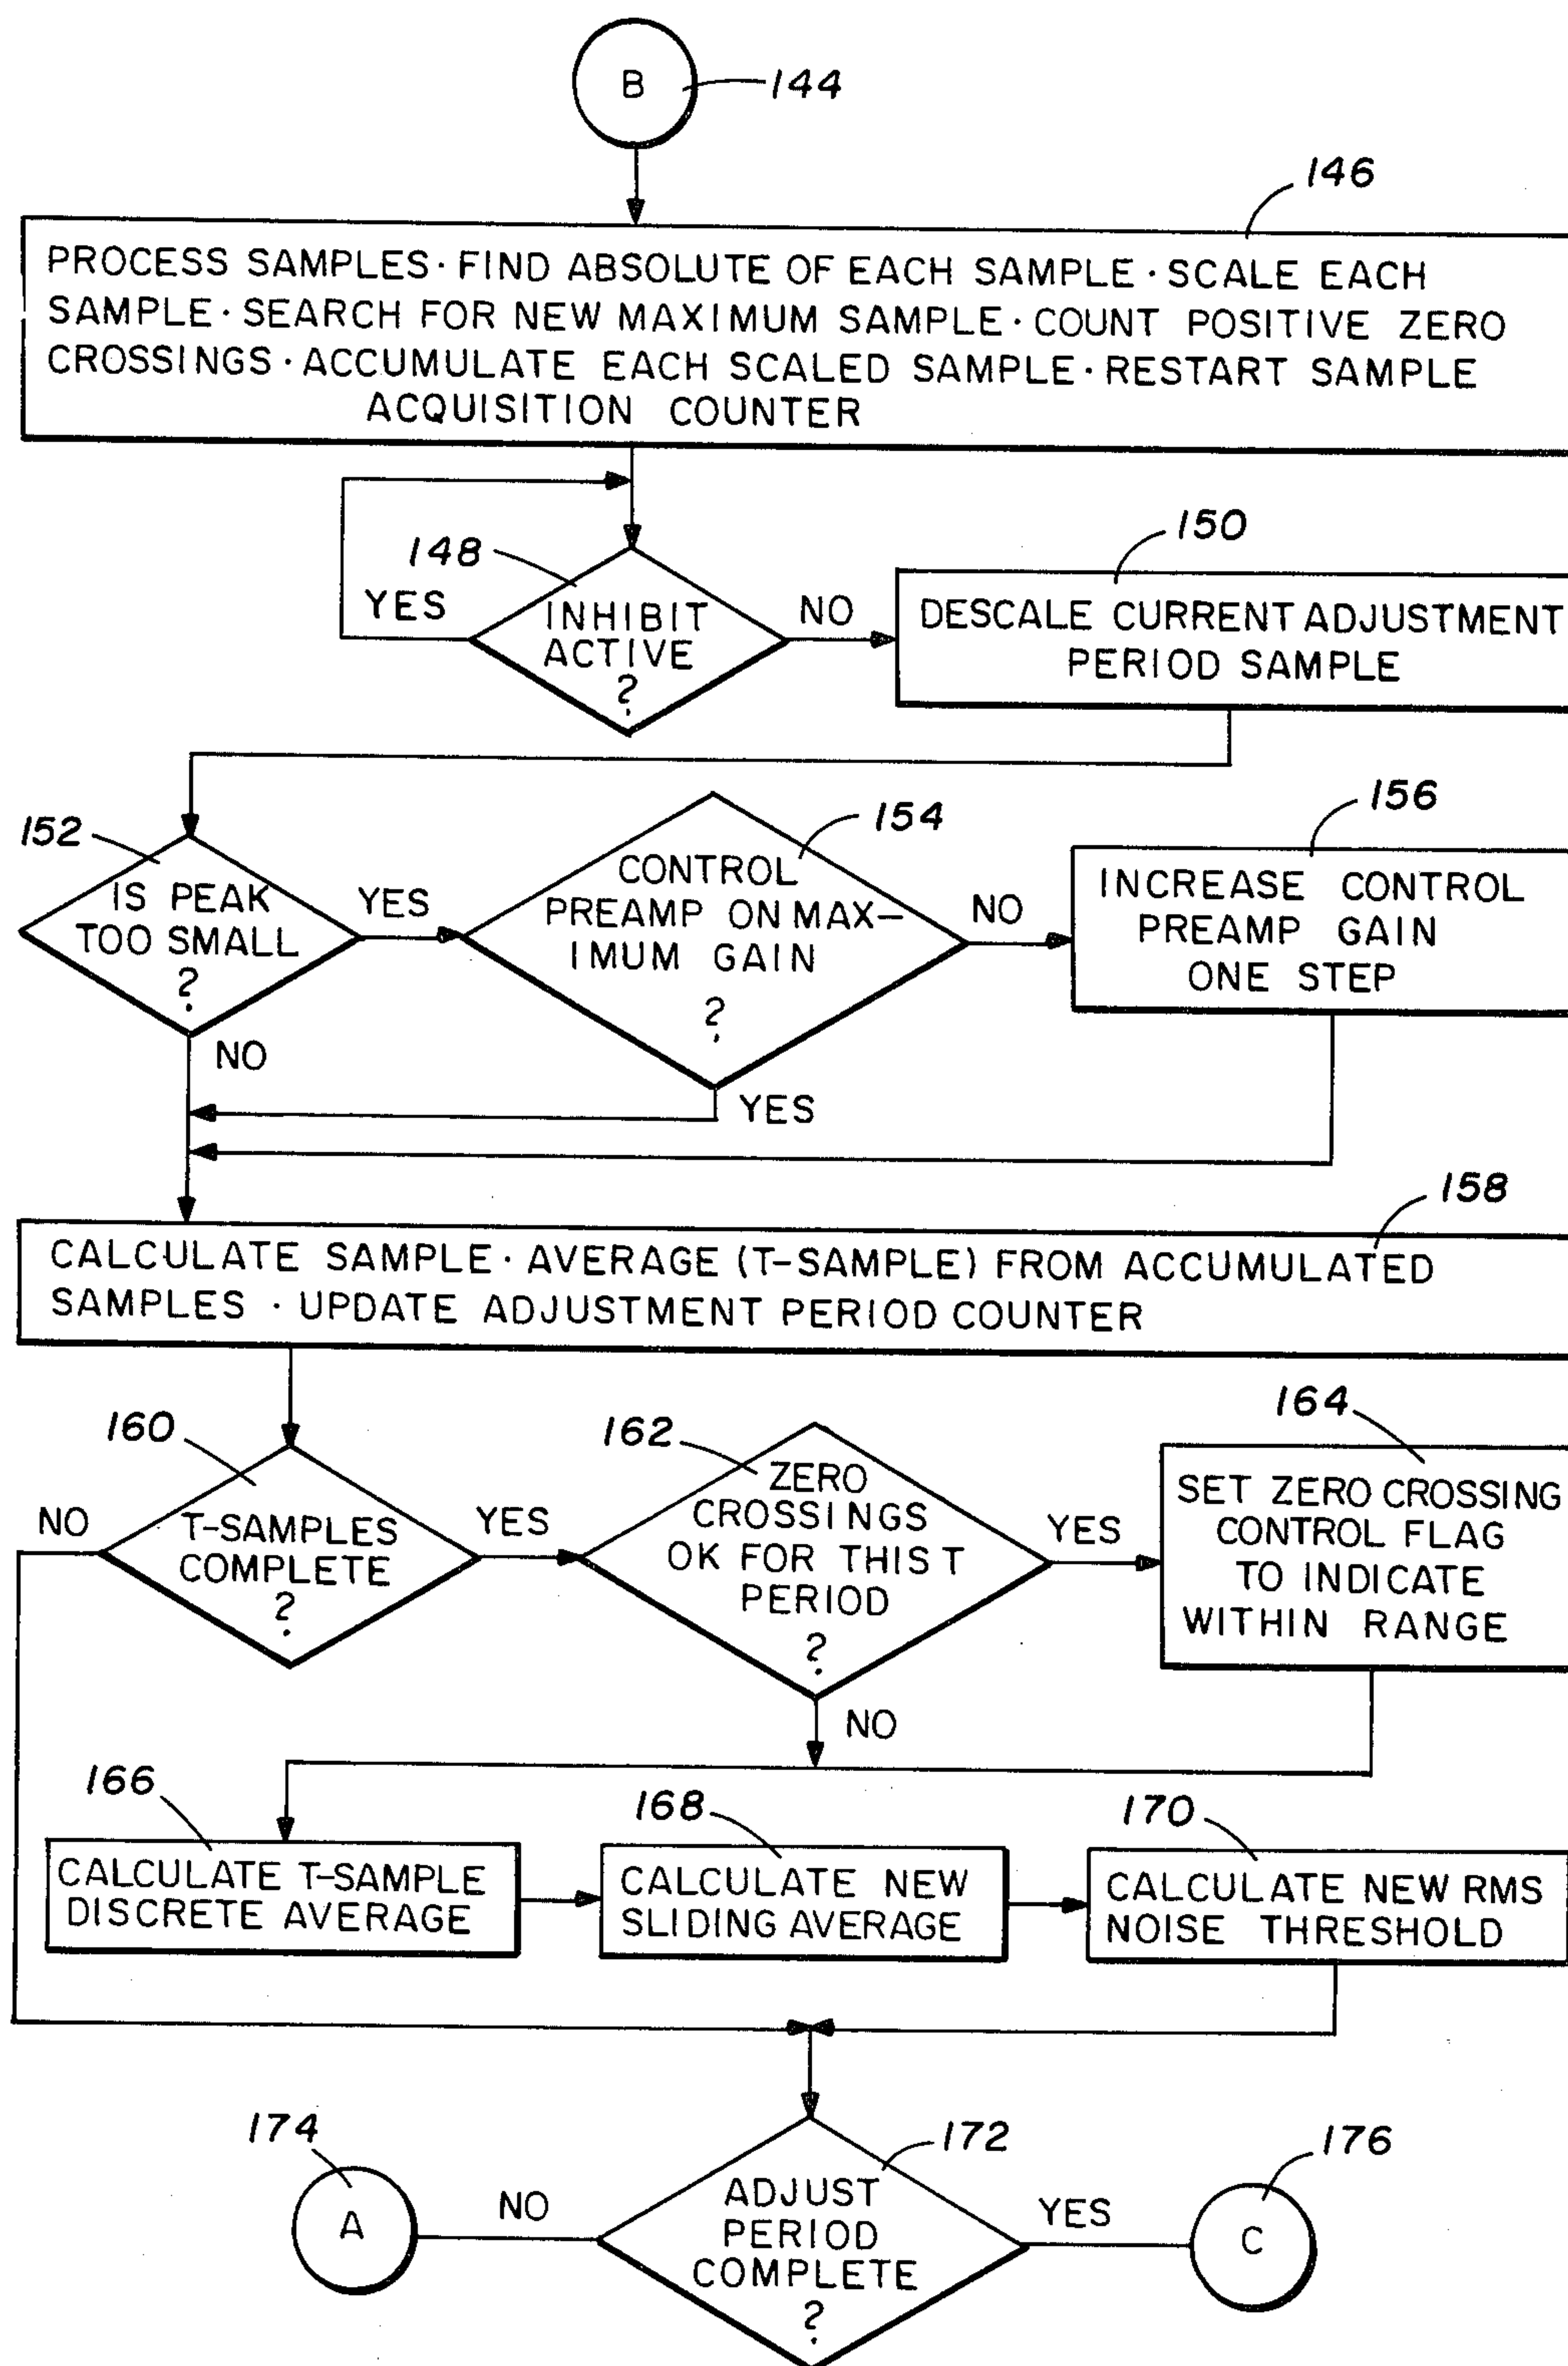 B
144
146
PROCESS SAMPLES · FIND ABSOLUTE OF EACH SAMPLE · SCALE EACH
SAMPLE · SEARCH FOR NEW MAXIMUM SAMPLE · COUNT POSITIVE ZERO
CROSSINGS · ACCUMULATE EACH SCALED SAMPLE · RESTART SAMPLE
ACQUISITION COUNTER
148
YES
INHIBIT
ACTIVE
?
NO
150
DESCALE CURRENT ADJUSTMENT
PERIOD SAMPLE
152
IS PEAK
TOO SMALL
?
YES
NO
154
CONTROL
PREAMP ON MAX-
IMUM GAIN
?
NO
YES
156
INCREASE CONTROL
PREAMP GAIN
ONE STEP
158
CALCULATE SAMPLE · AVERAGE (T-SAMPLE) FROM ACCUMULATED
SAMPLES · UPDATE ADJUSTMENT PERIOD COUNTER
160
NO
T-SAMPLES
COMPLETE
?
YES
162
ZERO
CROSSINGS
OK FOR THIS T
PERIOD
?
YES
NO
164
SET ZERO CROSSING
CONTROL FLAG
TO INDICATE
WITHIN RANGE
166
CALCULATE T-SAMPLE
DISCRETE AVERAGE
168
CALCULATE NEW
SLIDING AVERAGE
170
CALCULATE NEW RMS
NOISE THRESHOLD
174
A
NO
172
ADJUST
PERIOD
COMPLETE
?
YES
176
C